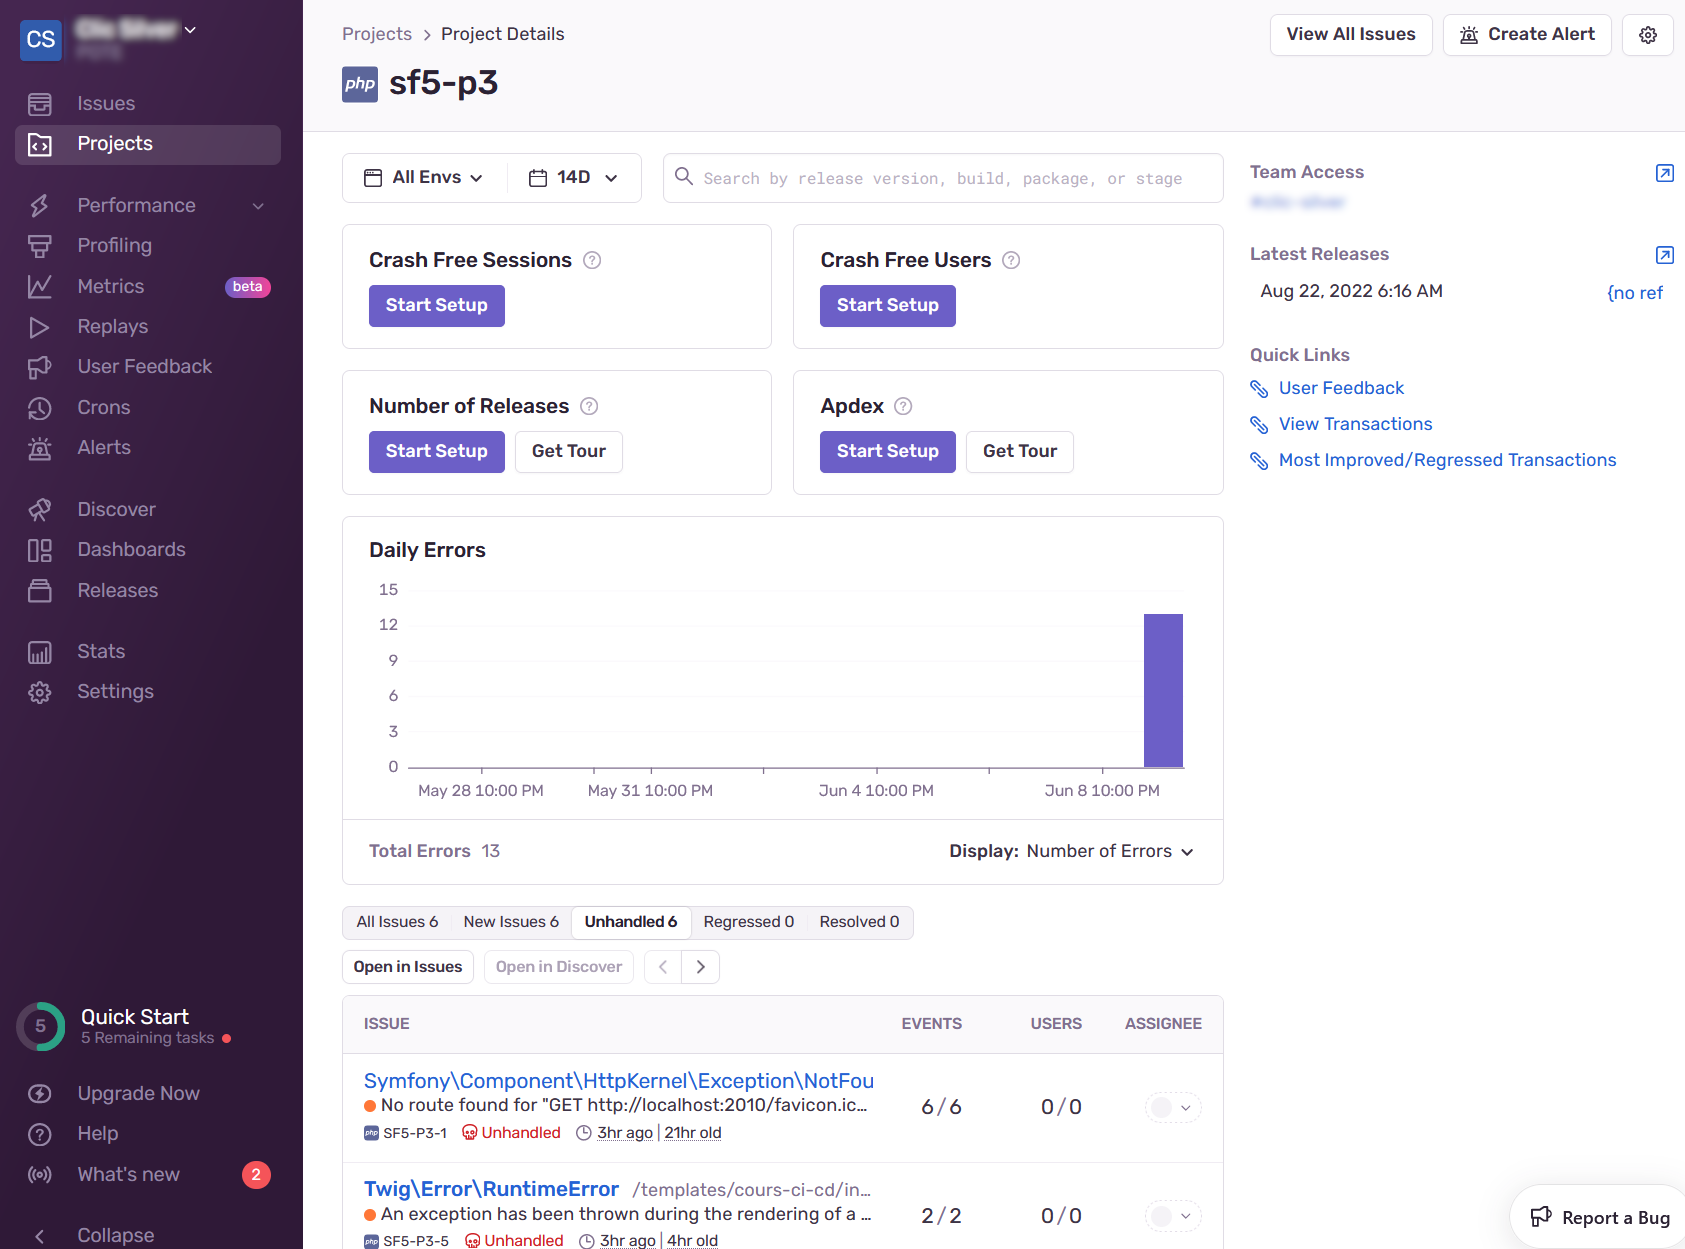 CS
Issues
Projects
Performance
Profiling
Metrics beta
Replays
User Feedback
Crons
Alerts
Discover
Dashboards
Releases
Stats
Settings
5 Quick Start
5 Remaining tasks
Upgrade Now
Help
What's new 2
Collapse
Projects > Project Details
View All Issues Create Alert
php sf5-p3
All Envs 14D Search by release version, build, package, or stage
Crash Free Sessions ?
Start Setup
Crash Free Users ?
Start Setup
Number of Releases ?
Start Setup Get Tour
Apdex ?
Start Setup Get Tour
Daily Errors
15
12
9
6
3
0
May 28 10:00 PM May 31 10:00 PM Jun 4 10:00 PM Jun 8 10:00 PM
Total Errors 13 Display: Number of Errors
All Issues 6 New Issues 6 Unhandled 6 Regressed 0 Resolved 0
Open in Issues Open in Discover
ISSUE EVENTS USERS ASSIGNEE
Symfony\Component\HttpKernel\Exception\NotFou
No route found for "GET http://localhost:2010/favicon.ic... 6/6 0/0
php SF5-P3-1 Unhandled 3hr ago | 21hr old
Twig\Error\RuntimeError /templates/cours-ci-cd/in...
An exception has been thrown during the rendering of a ... 2/2 0/0
php SF5-P3-5 Unhandled 3hr ago | 4hr old
Team Access
Latest Releases
Aug 22, 2022 6:16 AM {no ref
Quick Links
User Feedback
View Transactions
Most Improved/Regressed Transactions
Report a Bug